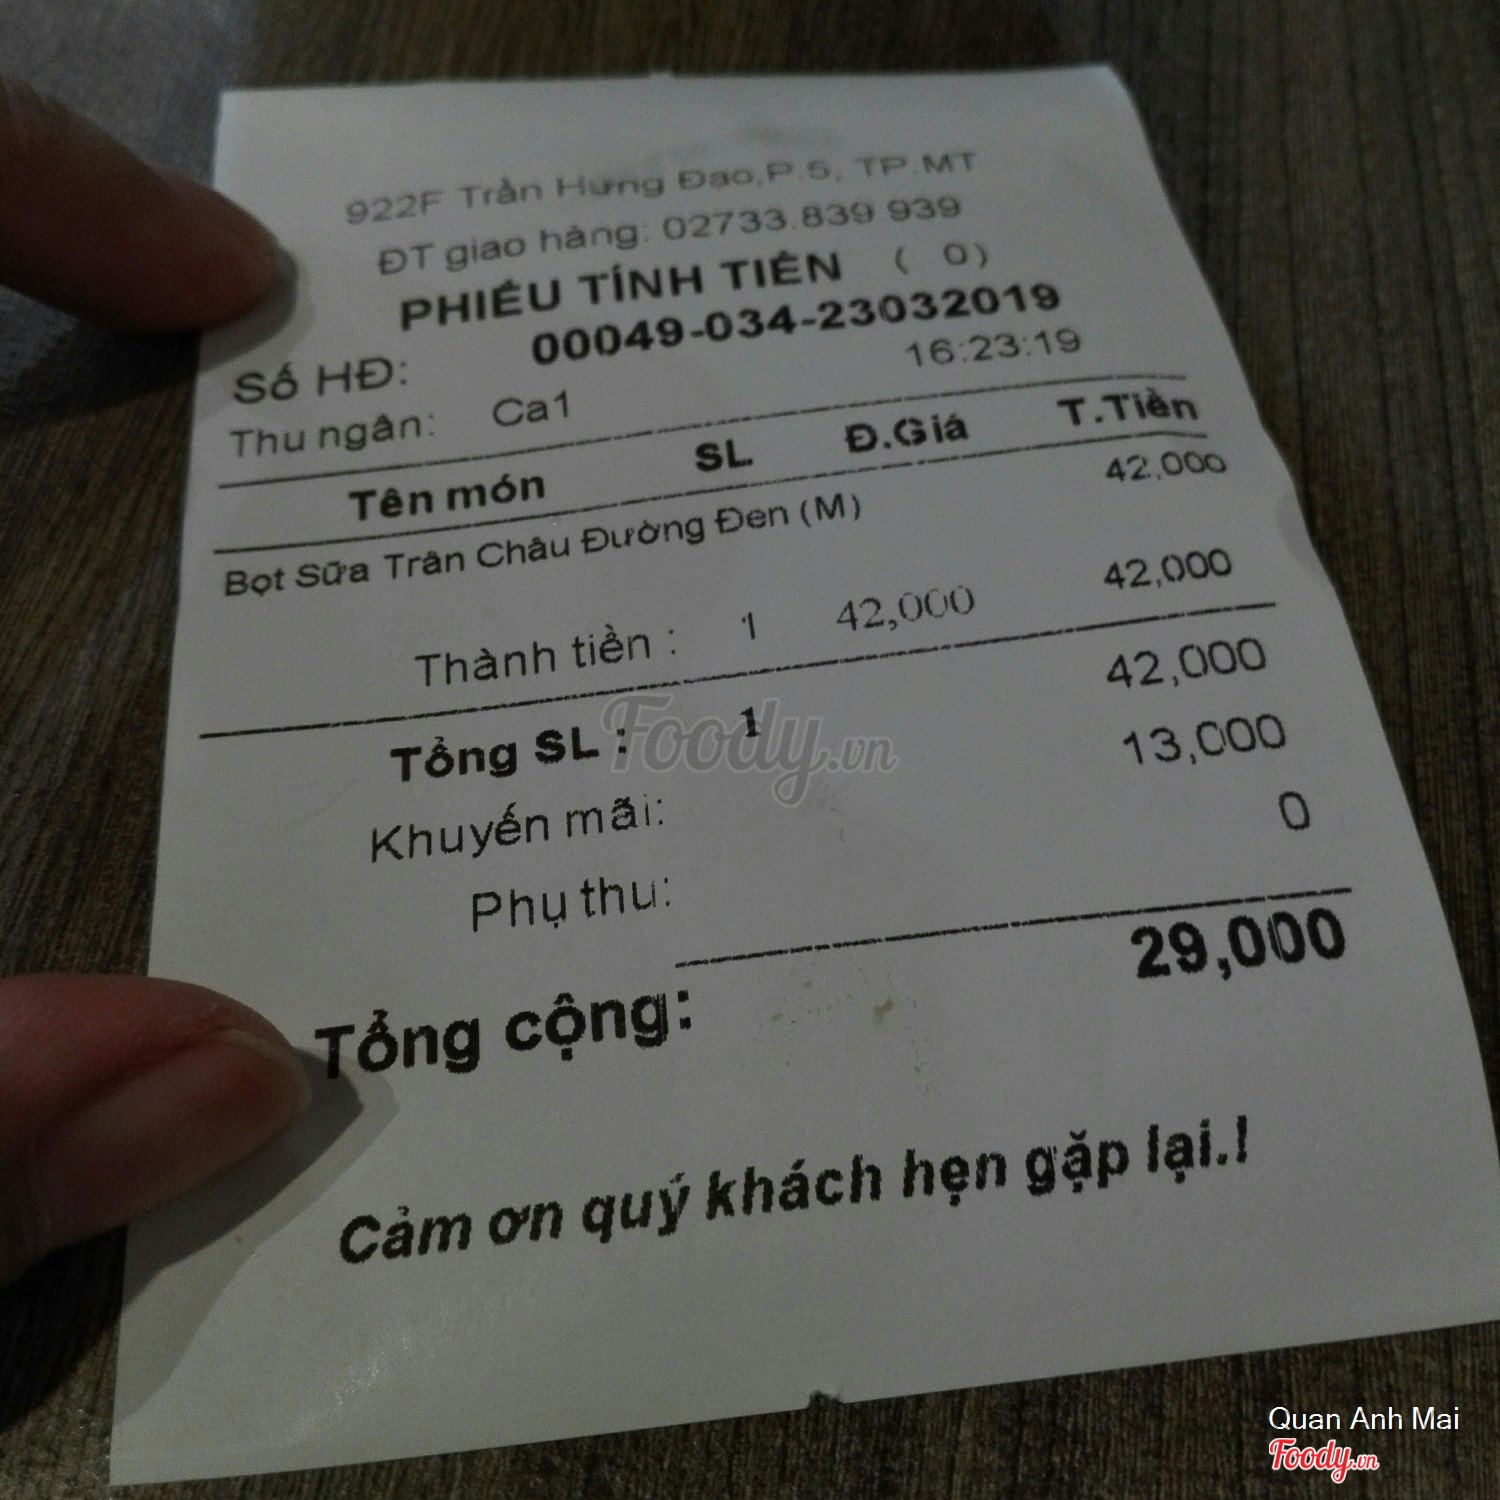 922F Trần Hưng Đạo,P.5, TP.MT
ĐT giao hàng: 02733.839 939
PHIẾU TÍNH TIỀN ( 0)
Số HĐ: 00049-034-23032019
Thu ngân: Ca1 16:23:19
Tên món SL Đ.Giá T.Tiền
Bọt Sữa Trân Châu Đường Đen (M) 42,000
1 42,000 42,000
Thành tiền :
Tổng SL : 1 42,000
Khuyến mãi: 13,000
Phụ thu: 0
Tổng cộng: 29,000
Cảm ơn quý khách hẹn gặp lại.!
Foody.vn
Quan Anh Mai
Foody.vn